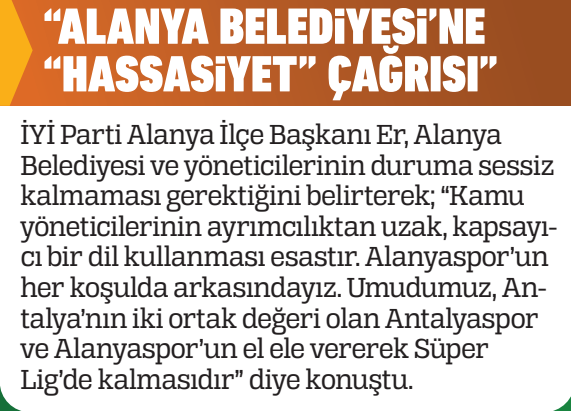 “ALANYA BELEDİYESİ’NE
“HASSASİYET” ÇAĞRISI”
İYİ Parti Alanya İlçe Başkanı Er, Alanya
Belediyesi ve yöneticilerinin duruma sessiz
kalmaması gerektiğini belirterek; “Kamu
yöneticilerinin ayrımcılıktan uzak, kapsayı-
cı bir dil kullanması esastır. Alanyaspor’un
her koşulda arkasındayız. Umudumuz, An-
talya’nın iki ortak değeri olan Antalyaspor
ve Alanyaspor’un el ele vererek Süper
Lig’de kalmasıdır” diye konuştu.